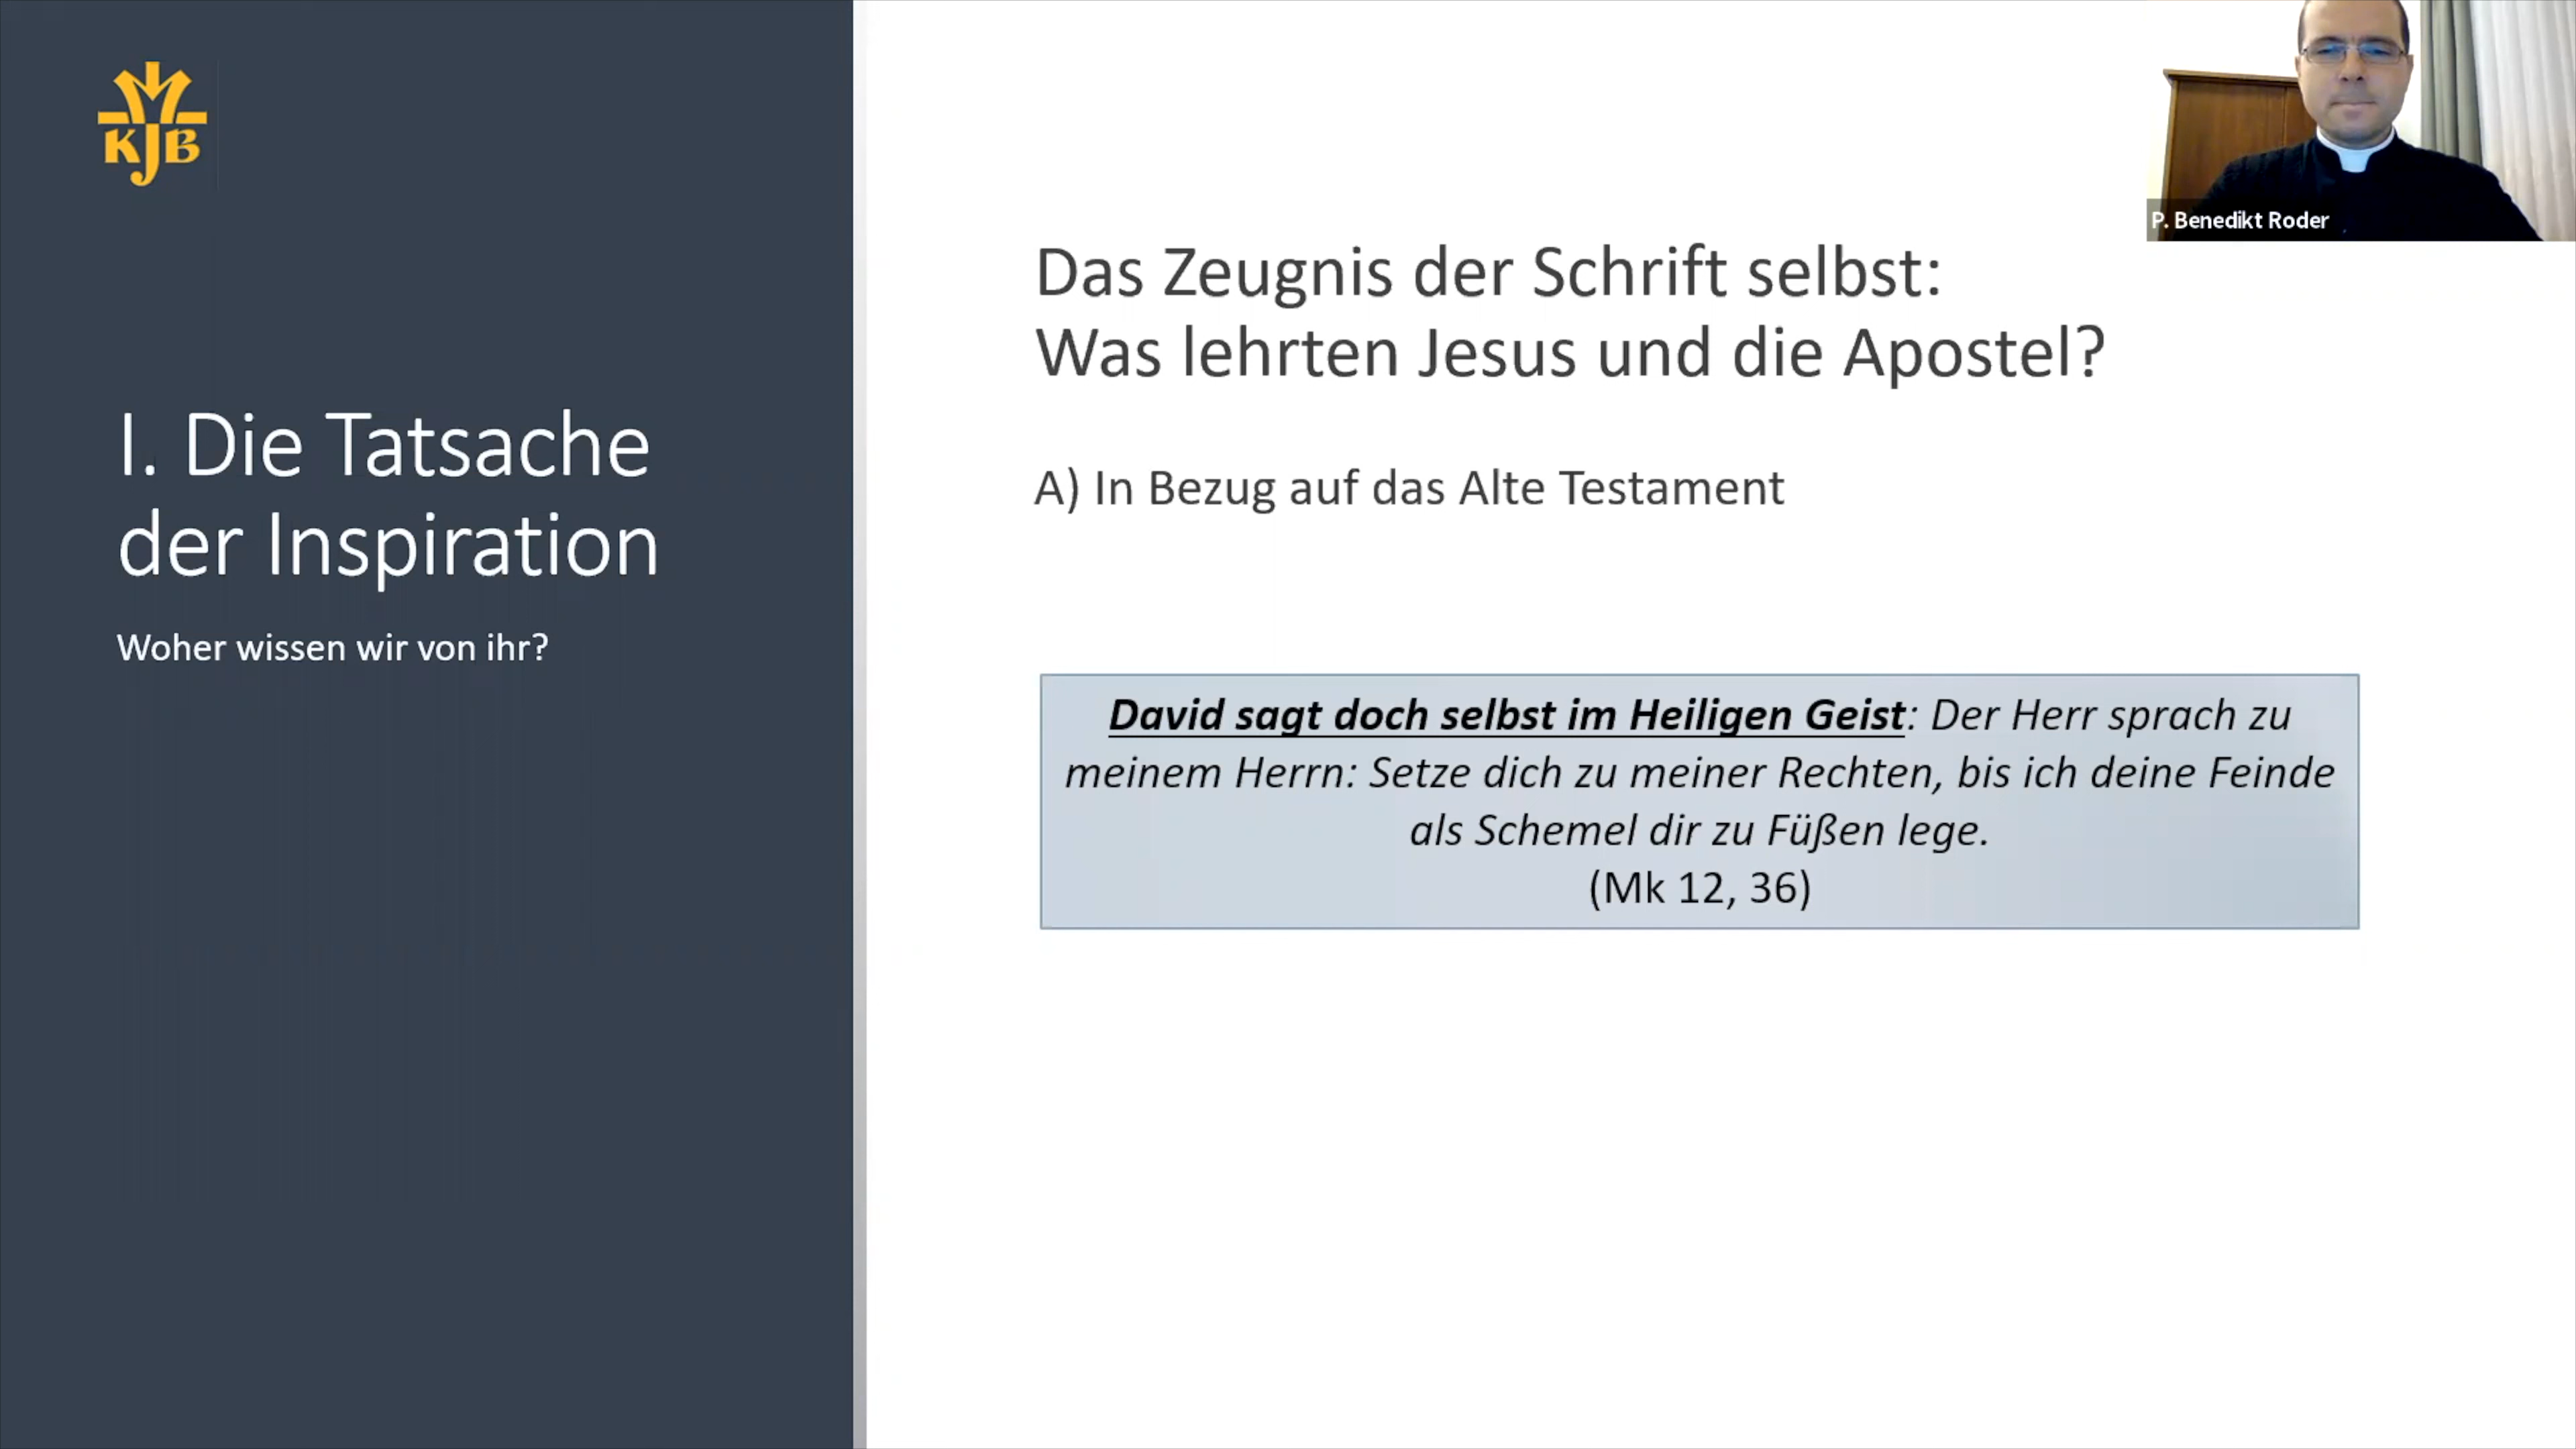 KJB
I. Die Tatsache
der Inspiration
Woher wissen wir von ihr?
P. Benedikt Roder
Das Zeugnis der Schrift selbst:
Was lehrten Jesus und die Apostel?
A) In Bezug auf das Alte Testament
David sagt doch selbst im Heiligen Geist: Der Herr sprach zu
meinem Herrn: Setze dich zu meiner Rechten, bis ich deine Feinde
als Schemel dir zu Füßen lege.
(Mk 12, 36)